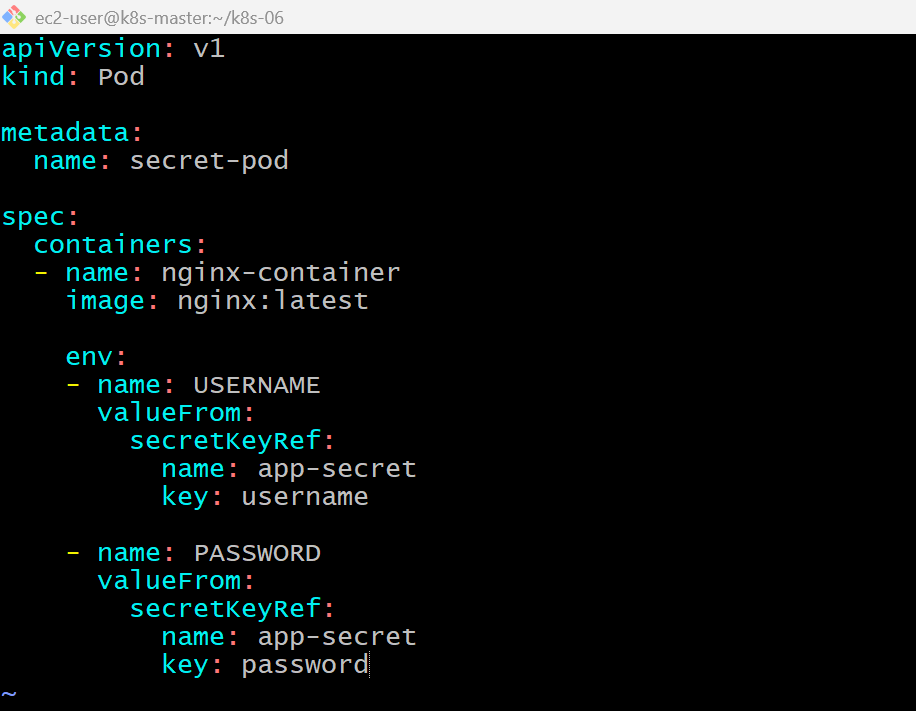 ec2-user@k8s-master:~/k8s-06
apiVersion: v1
kind: Pod
metadata:
  name: secret-pod
spec:
  containers:
  - name: nginx-container
    image: nginx:latest
    env:
    - name: USERNAME
      valueFrom:
        secretKeyRef:
          name: app-secret
          key: username
    - name: PASSWORD
      valueFrom:
        secretKeyRef:
          name: app-secret
          key: password
~